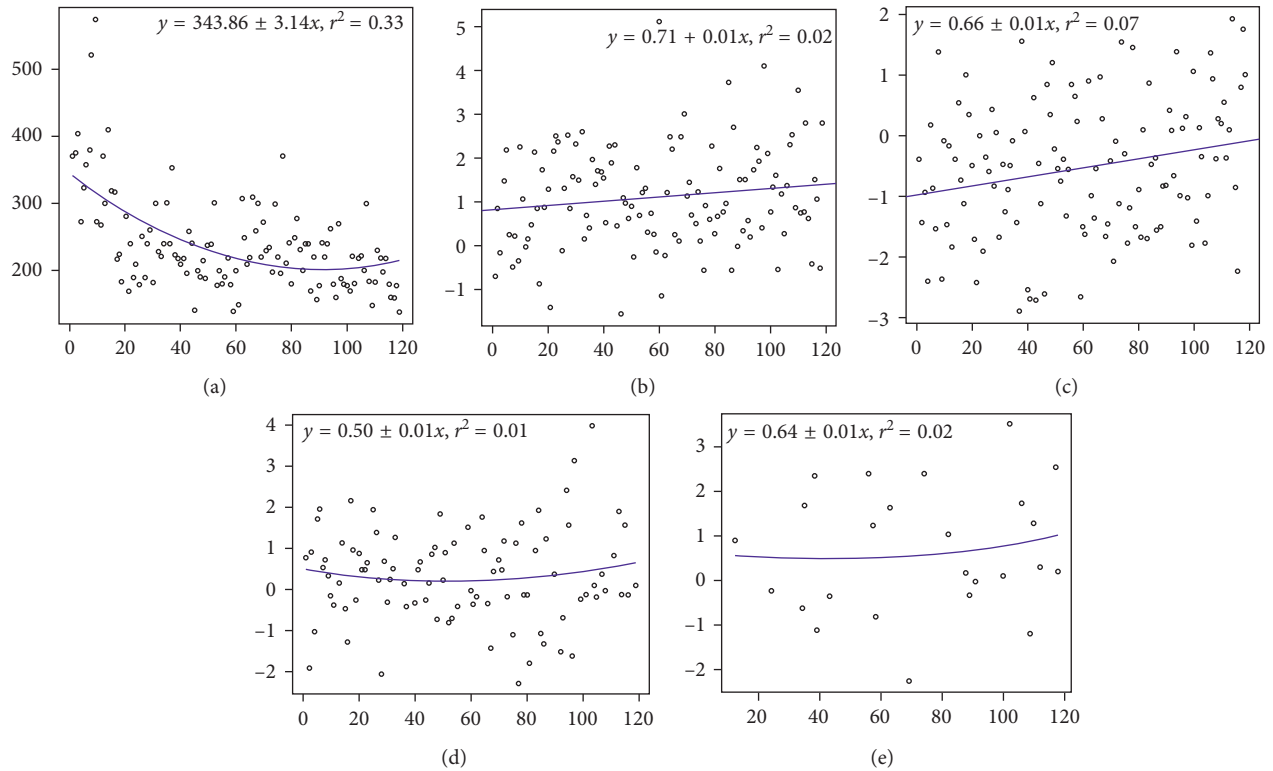 y = 343.86 ± 3.14x, r² = 0.33
500
400
300
200
0 20 40 60 80 100 120
(a)
y = 0.71 + 0.01x, r² = 0.02
5
4
3
2
1
0
–1
0 20 40 60 80 100 120
(b)
y = 0.66 ± 0.01x, r² = 0.07
2
1
0
–1
–2
–3
0 20 40 60 80 100 120
(c)
y = 0.50 ± 0.01x, r² = 0.01
4
3
2
1
0
–1
–2
0 20 40 60 80 100 120
(d)
y = 0.64 ± 0.01x, r² = 0.02
3
2
1
0
–1
–2
20 40 60 80 100 120
(e)